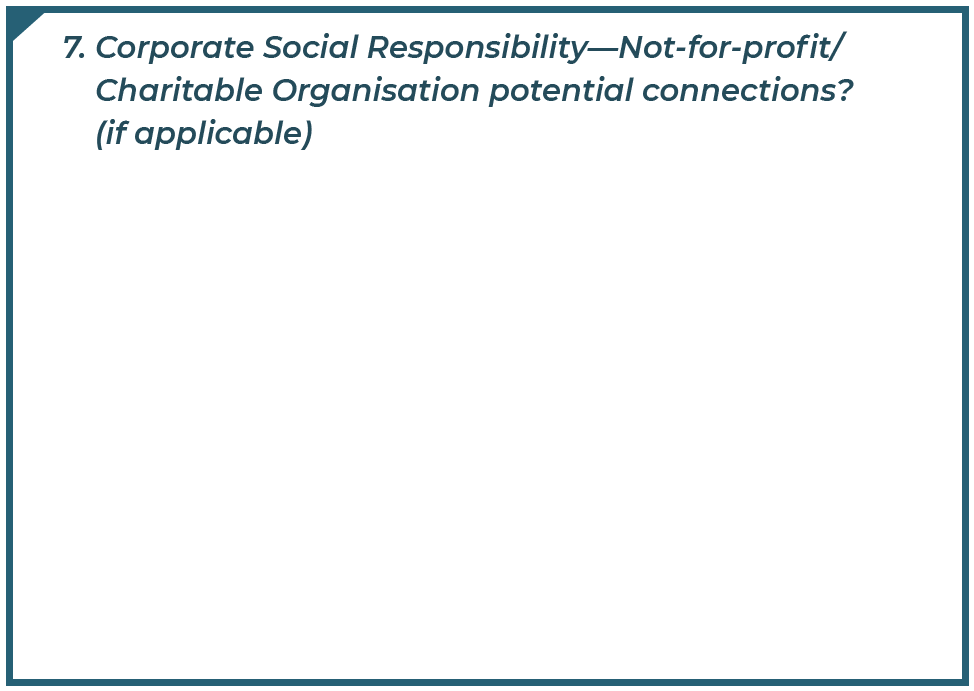 7. Corporate Social Responsibility—Not-for-profit/
Charitable Organisation potential connections?
(if applicable)